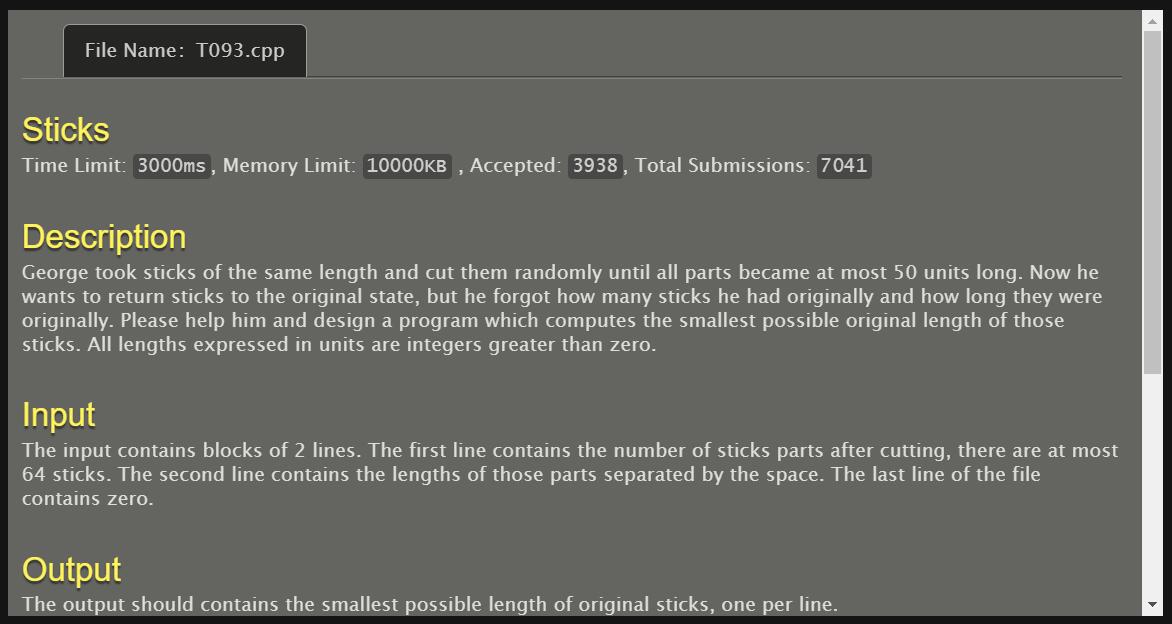 File Name: T093.cpp
Sticks
Time Limit: 3000ms, Memory Limit: 10000KB , Accepted: 3938, Total Submissions: 7041
Description
George took sticks of the same length and cut them randomly until all parts became at most 50 units long. Now he
wants to return sticks to the original state, but he forgot how many sticks he had originally and how long they were
originally. Please help him and design a program which computes the smallest possible original length of those
sticks. All lengths expressed in units are integers greater than zero.
Input
The input contains blocks of 2 lines. The first line contains the number of sticks parts after cutting, there are at most
64 sticks. The second line contains the lengths of those parts separated by the space. The last line of the file
contains zero.
Output
The output should contains the smallest possible length of original sticks, one per line.